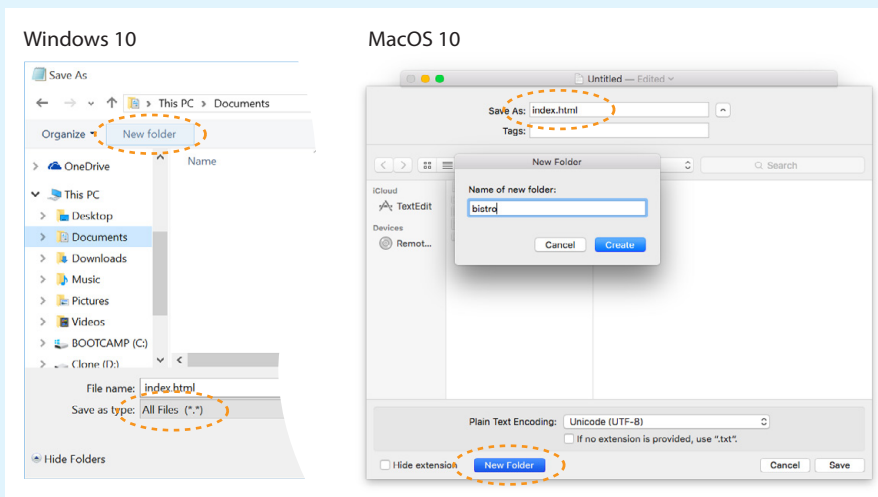 Windows 10
Save As
This PC > Documents
Organize
New folder
Name
OneDrive
This PC
Desktop
Documents
Downloads
Music
Pictures
Videos
BOOTCAMP (C:)
Clone (D:)
File name: index.html
Save as type: All Files (*.*)
Hide Folders
MacOS 10
Untitled — Edited
Save As: index.html
Tags:
Search
New Folder
Name of new folder:
bistro
Cancel Create
iCloud
TextEdit
Devices
Remot...
Plain Text Encoding: Unicode (UTF-8)
If no extension is provided, use ".txt".
Hide extension New Folder Cancel Save